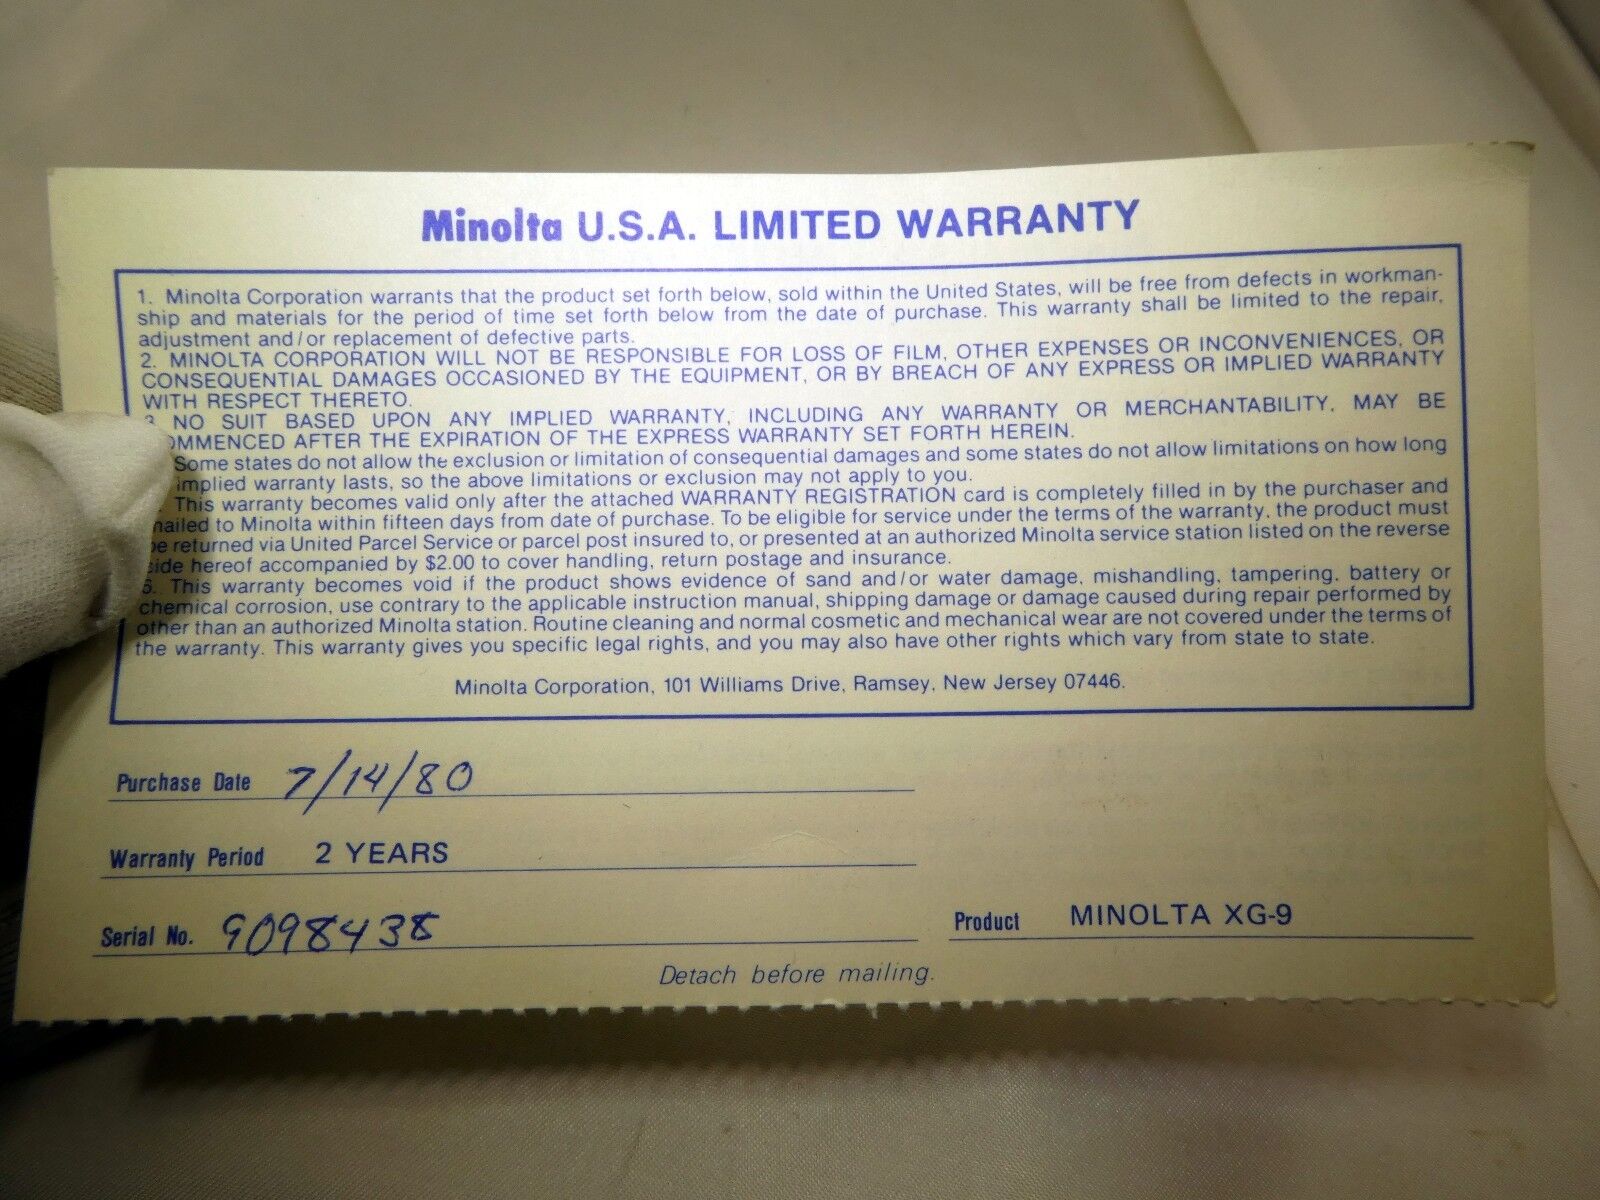 Minolta U.S.A. LIMITED WARRANTY
1. Minolta Corporation warrants that the product set forth below, sold within the United States, will be free from defects in workman-
ship and materials for the period of time set forth below from the date of purchase. This warranty shall be limited to the repair,
adjustment and/or replacement of defective parts.
2. MINOLTA CORPORATION WILL NOT BE RESPONSIBLE FOR LOSS OF FILM, OTHER EXPENSES OR INCONVENIENCES, OR
CONSEQUENTIAL DAMAGES OCCASIONED BY THE EQUIPMENT, OR BY BREACH OF ANY EXPRESS OR IMPLIED WARRANTY
WITH RESPECT THERETO.
3. NO SUIT BASED UPON ANY IMPLIED WARRANTY, INCLUDING ANY WARRANTY OR MERCHANTABILITY, MAY BE
OMMENCED AFTER THE EXPIRATION OF THE EXPRESS WARRANTY SET FORTH HEREIN.
Some states do not allow the exclusion or limitation of consequential damages and some states do not allow limitations on how long
implied warranty lasts, so the above limitations or exclusion may not apply to you.
This warranty becomes valid only after the attached WARRANTY REGISTRATION card is completely filled in by the purchaser and
mailed to Minolta within fifteen days from date of purchase. To be eligible for service under the terms of the warranty, the product must
be returned via United Parcel Service or parcel post insured to, or presented at an authorized Minolta service station listed on the reverse
side hereof accompanied by $2.00 to cover handling, return postage and insurance.
6. This warranty becomes void if the product shows evidence of sand and/or water damage, mishandling, tampering, battery or
chemical corrosion, use contrary to the applicable instruction manual, shipping damage or damage caused during repair performed by
other than an authorized Minolta station. Routine cleaning and normal cosmetic and mechanical wear are not covered under the terms of
the warranty. This warranty gives you specific legal rights, and you may also have other rights which vary from state to state.
Minolta Corporation, 101 Williams Drive, Ramsey, New Jersey 07446.
Purchase Date 7/14/80
Warranty Period 2 YEARS
Serial No. 9098438
Product MINOLTA XG-9
Detach before mailing.